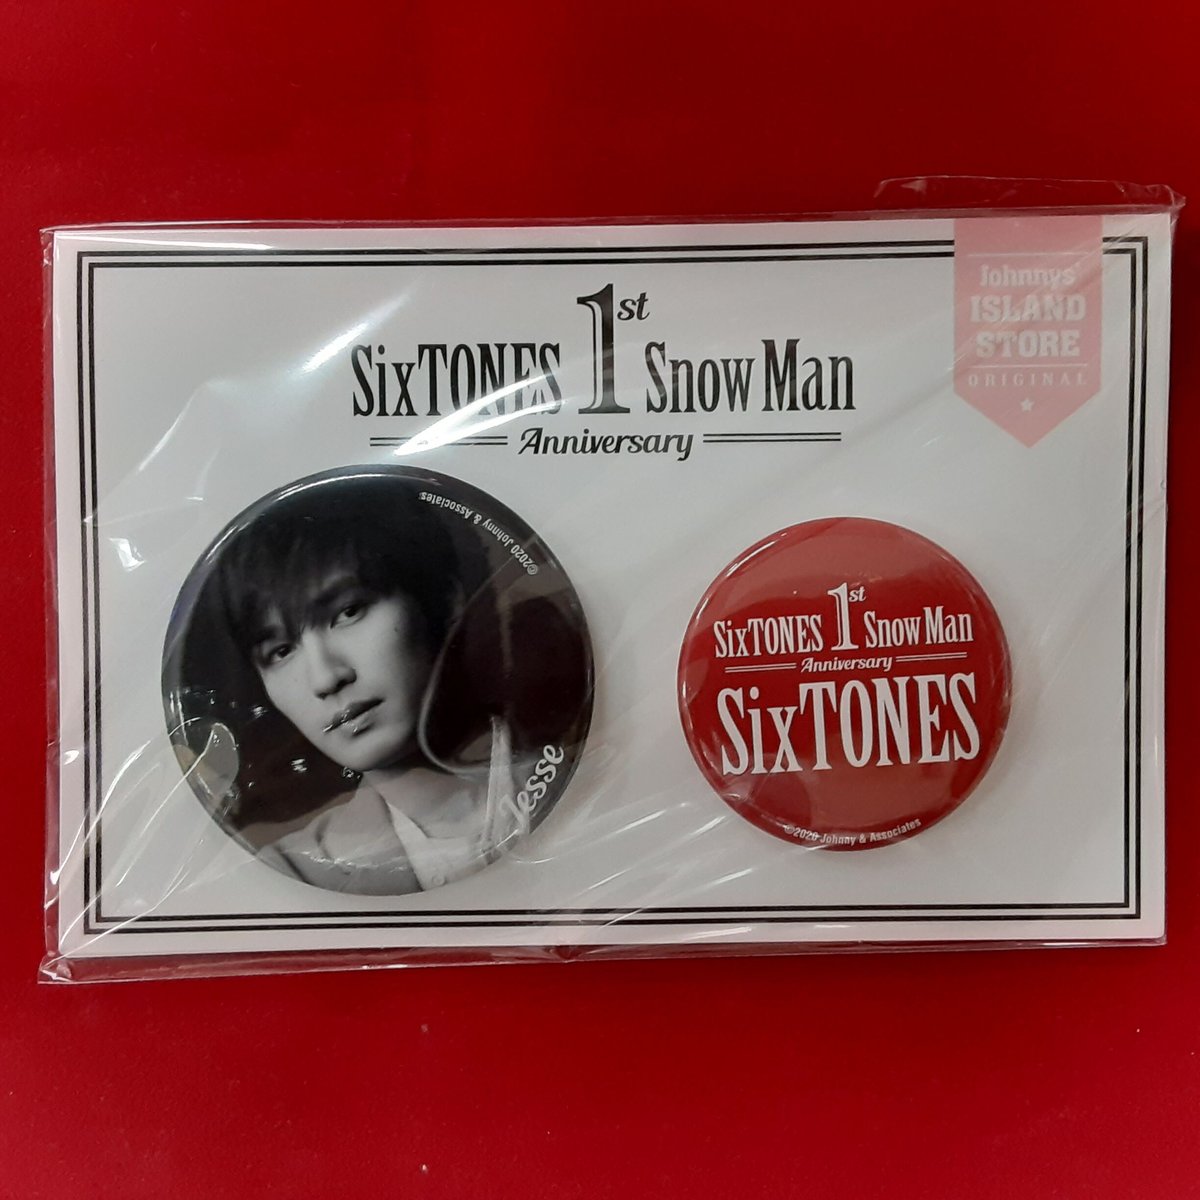 SixTONES 1st Snow Man
Anniversary
Johnnys'
ISLAND
STORE
ORIGINAL
©2020 Johnny & Associates.
Jesse
SixTONES 1st Snow Man
Anniversary
SixTONES
©2020 Johnny & Associates